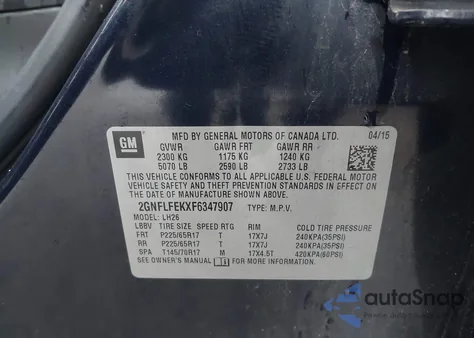 GM
MFD BY GENERAL MOTORS OF CANADA LTD. 04/15
GVWR GAWR FRT GAWR RR
2300 KG 1175 KG 1240 KG
5070 LB 2590 LB 2733 LB
THIS VEHICLE CONFORMS TO ALL APPLICABLE U.S. FEDERAL MOTOR
VEHICLE SAFETY AND THEFT PREVENTION STANDARDS IN EFFECT ON THE
DATE OF MANUFACTURE SHOWN ABOVE.
2GNFLFEKXF6347907 TYPE: M.P.V.
MODEL: LH26
LBBV TIRE SIZE SPEED RTG RIM COLD TIRE PRESSURE
FRT P225/65R17 T 17X7J 240KPA(35PSI)
RR P225/65R17 T 17X7J 240KPA(35PSI)
SPA T145/70R17 M 17X4.5T 420KPA(60PSI)
SEE OWNER'S MANUAL FOR MORE INFORMATION.
autoSnap